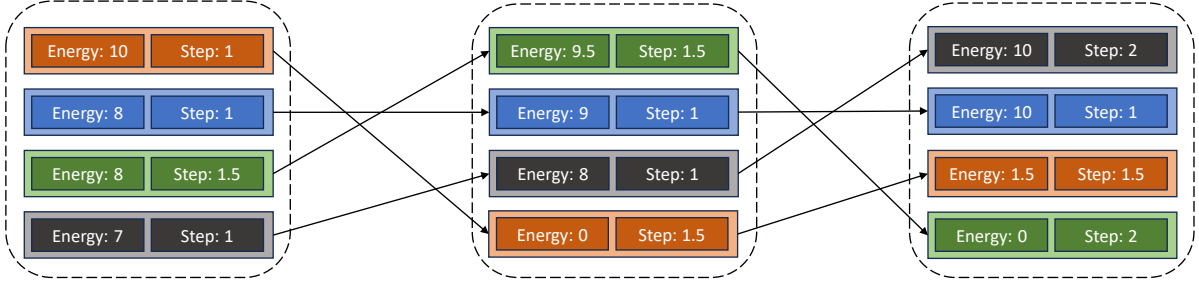 Energy: 10 Step: 1
Energy: 8 Step: 1
Energy: 8 Step: 1.5
Energy: 7 Step: 1
Energy: 9.5 Step: 1.5
Energy: 9 Step: 1
Energy: 8 Step: 1
Energy: 0 Step: 1.5
Energy: 10 Step: 2
Energy: 10 Step: 1
Energy: 1.5 Step: 1.5
Energy: 0 Step: 2